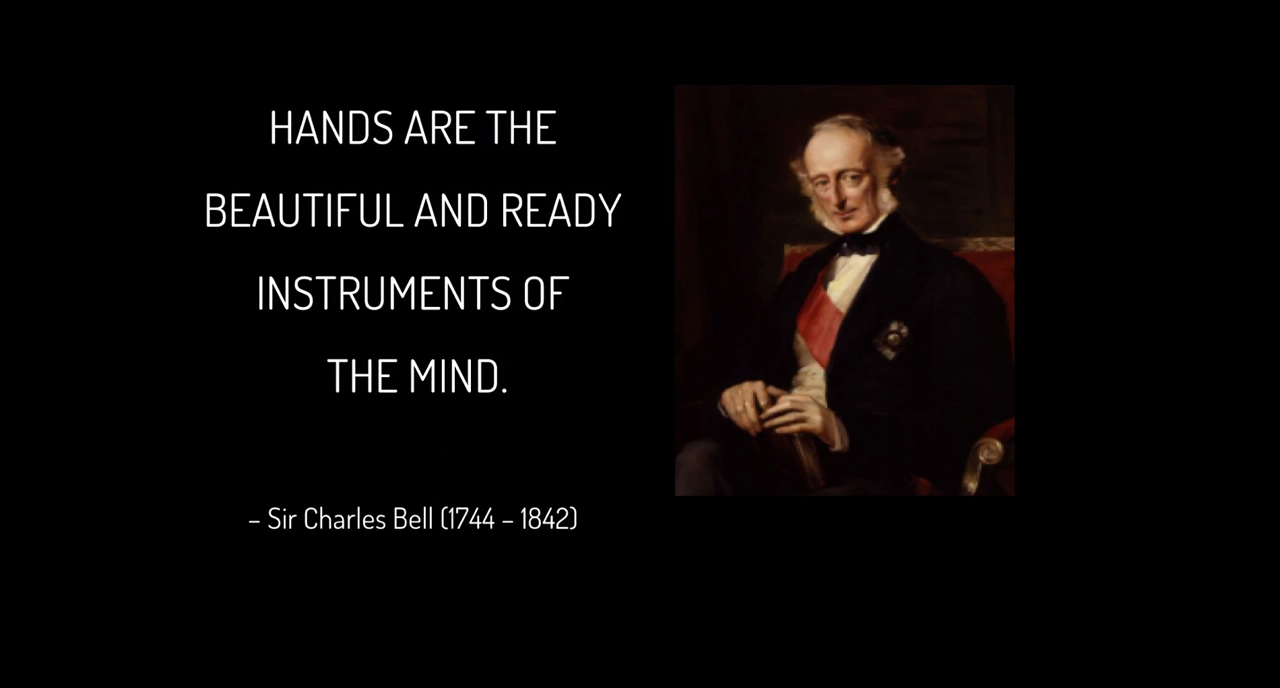 HANDS ARE THE
BEAUTIFUL AND READY
INSTRUMENTS OF
THE MIND.
– Sir Charles Bell (1744 – 1842)